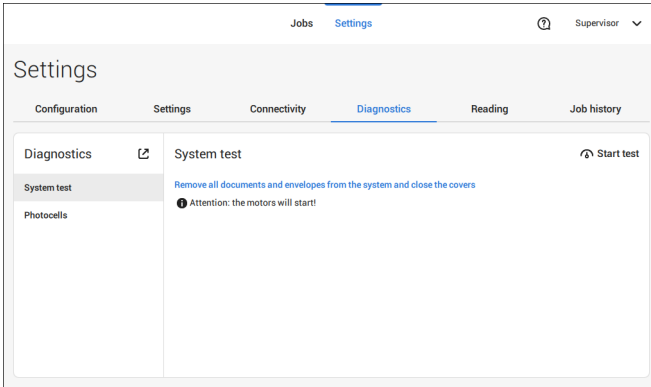 Jobs Settings Supervisor
Settings
Configuration Settings Connectivity Diagnostics Reading Job history
Diagnostics System test Start test
System test
Remove all documents and envelopes from the system and close the covers
Attention: the motors will start!
Photocells